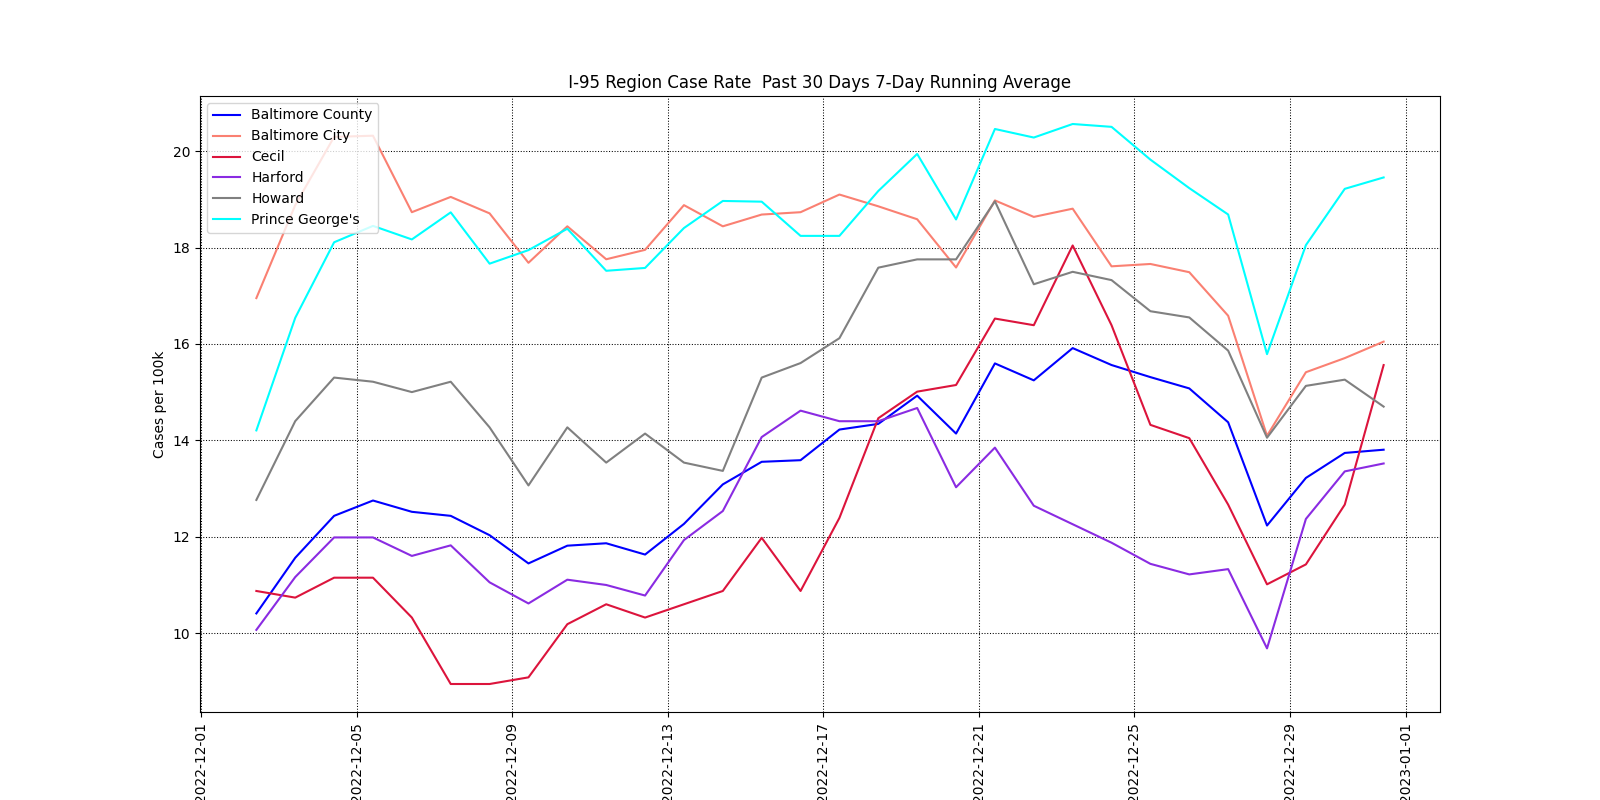 I-95 Region Case Rate  Past 30 Days 7-Day Running Average
Baltimore County
Baltimore City
Cecil
Harford
Howard
Prince George's
Cases per 100k
20
18
16
14
12
10
2022-12-01
2022-12-05
2022-12-09
2022-12-13
2022-12-17
2022-12-21
2022-12-25
2022-12-29
2023-01-01